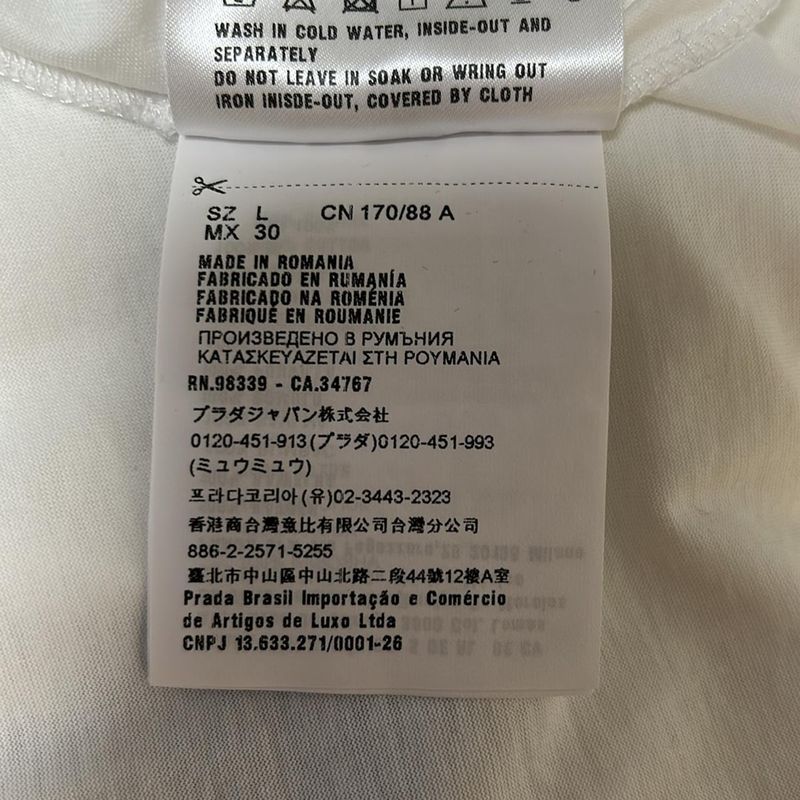 WASH IN COLD WATER, INSIDE-OUT AND
SEPARATELY
DO NOT LEAVE IN SOAK OR WRING OUT
IRON INISDE-OUT, COVERED BY CLOTH
SZ L CN 170/88 A
MX 30
MADE IN ROMANIA
FABRICADO EN RUMANÍA
FABRICADO NA ROMÉNIA
FABRIQUÉ EN ROUMANIE
ПРОИЗВЕДЕНО В РУМЪНИЯ
ΚΑΤΑΣΚΕΥΑΖΕΤΑΙ ΣΤΗ ΡΟΥΜΑΝΙΑ
RN.98339 - CA.34767
プラダジャパン株式会社
0120-451-913(プラダ)0120-451-993
(ミュウミュウ)
프라다코리아(유)02-3443-2323
香港商台灣意比有限公司台灣分公司
886-2-2571-5255
臺北市中山區中山北路二段44號12樓A室
Prada Brasil Importação e Comércio
de Artigos de Luxo Ltda
CNPJ 13.633.271/0001-26